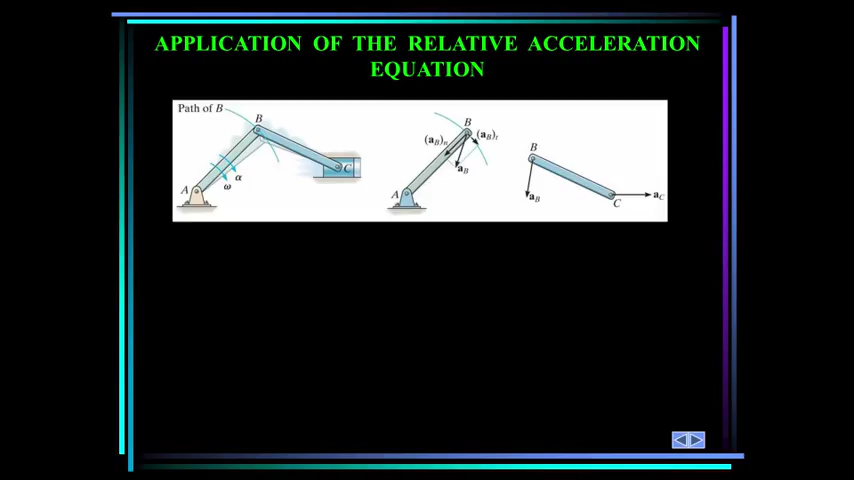 APPLICATION OF THE RELATIVE ACCELERATION
EQUATION
Path of B
B
A
α
ω
C
B
(aB)n
(aB)t
aB
A
B
aB
C
aC